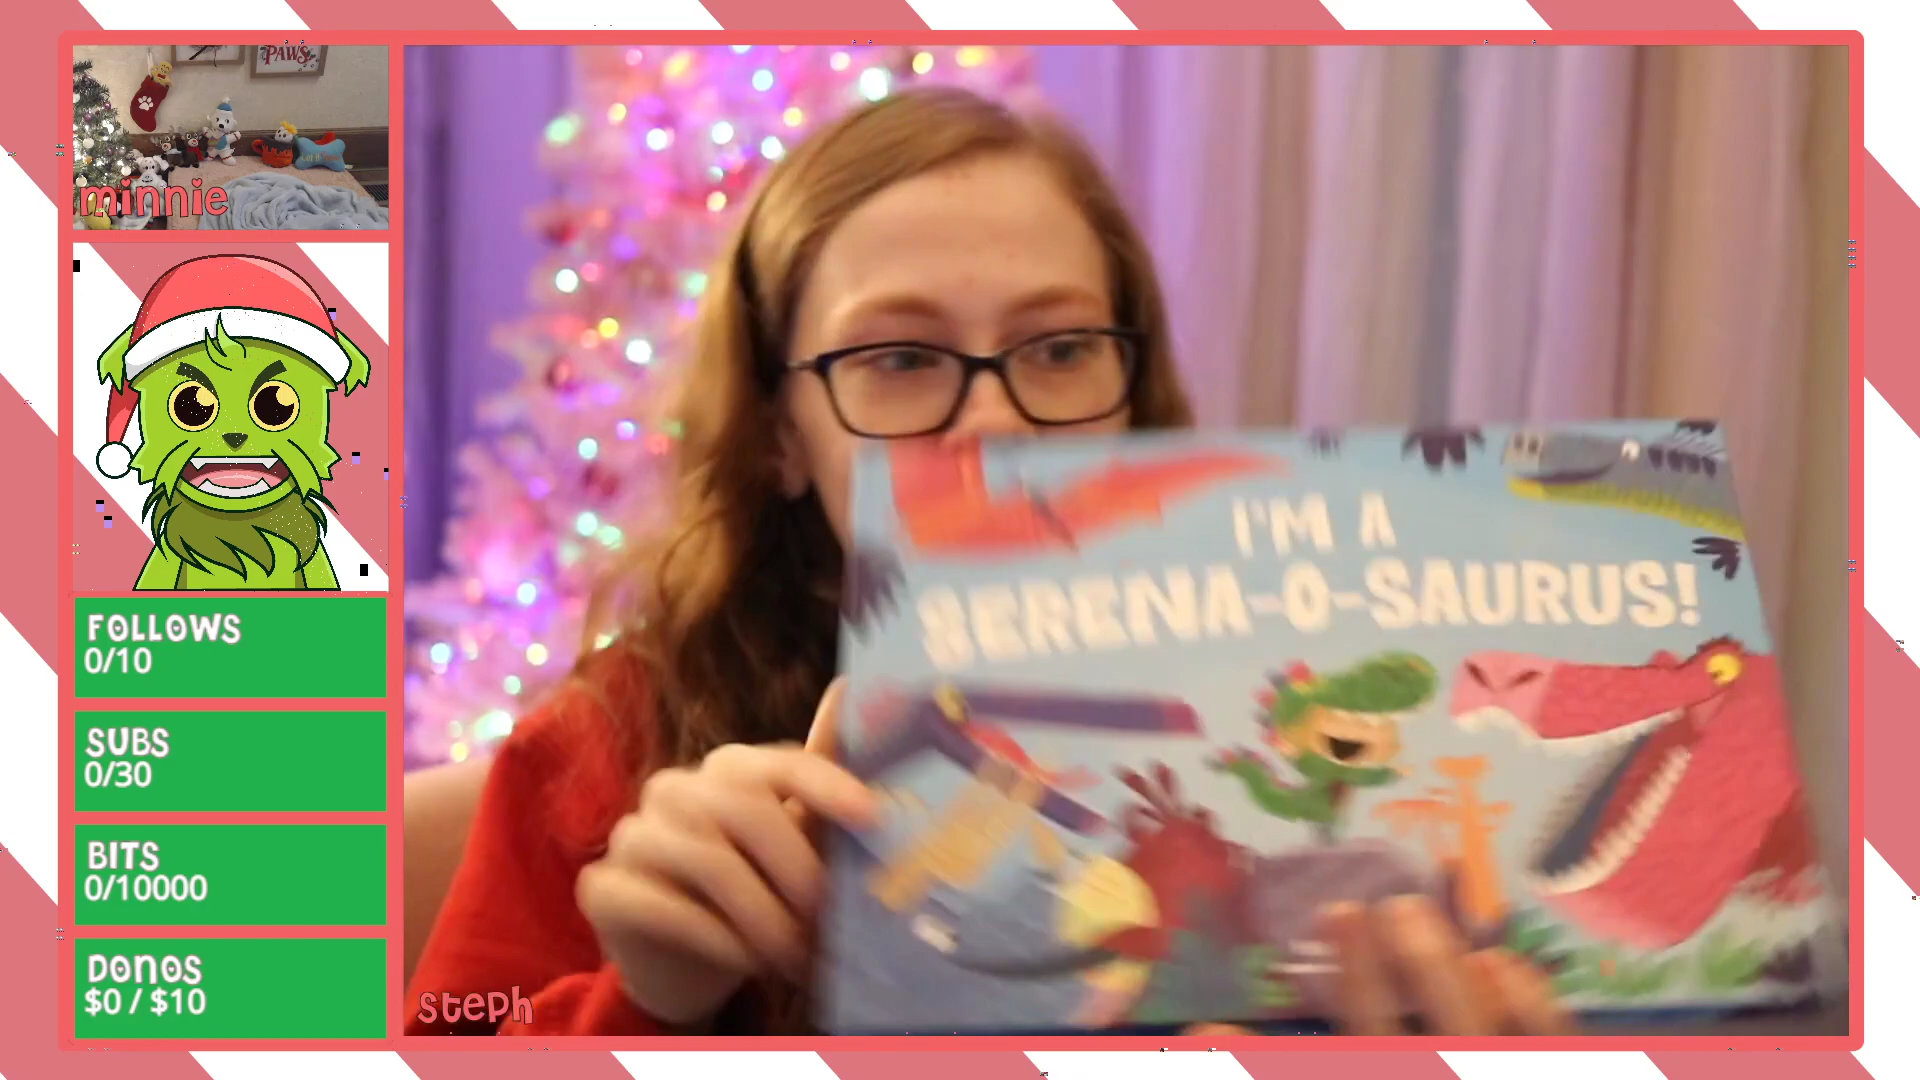 PAWS
minnie
FOLLOWS
0/10
SUBS
0/30
BITS
0/10000
DONOS
$0 / $10
I'M A
SERENA-O-SAURUS!
steph